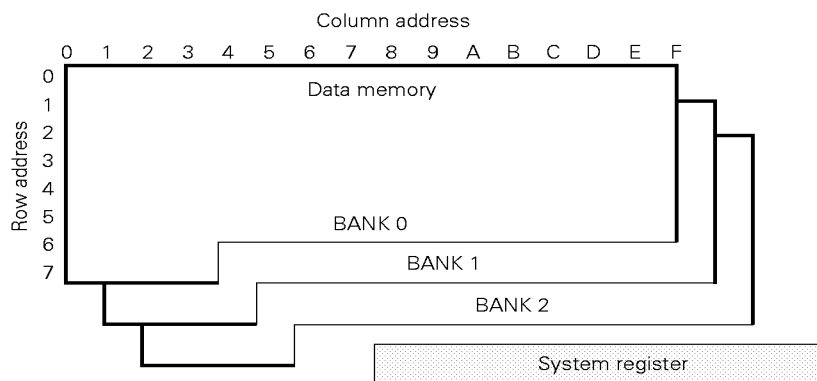 Column address
0 1 2 3 4 5 6 7 8 9 A B C D E F
Row address
0
1
2
3
4
5
6
7
Data memory
BANK 0
BANK 1
BANK 2
System register